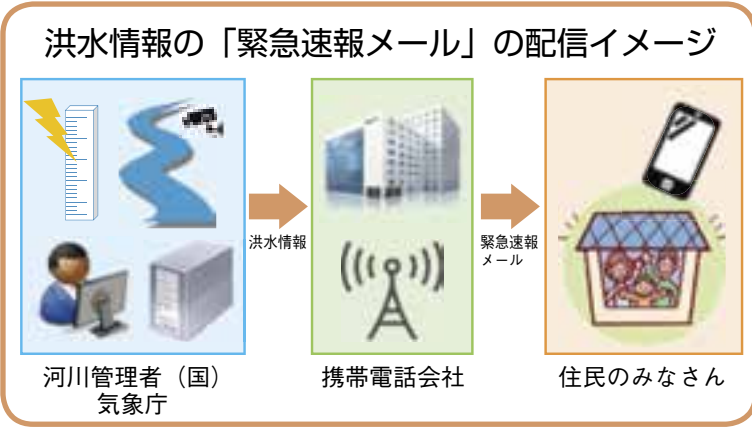 洪水情報の「緊急速報メール」の配信イメージ
洪水情報
緊急速報
メール
河川管理者（国）
気象庁
携帯電話会社
住民のみなさん